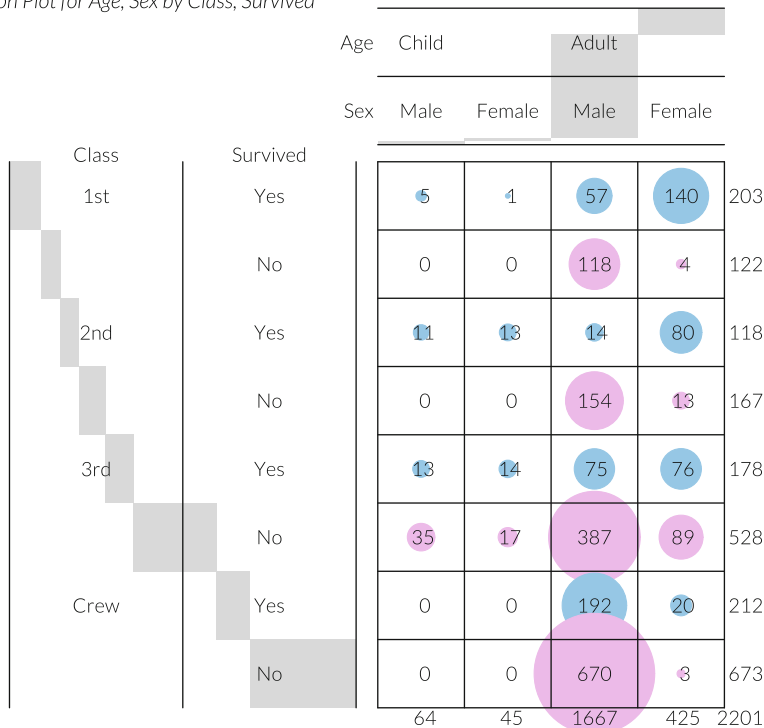 on Plot for Age, Sex by Class, Survived
Age Child Adult
Sex Male Female Male Female
Class Survived
1st Yes 5 1 57 140 203
No 0 0 118 4 122
2nd Yes 11 13 14 80 118
No 0 0 154 13 167
3rd Yes 13 14 75 76 178
No 35 17 387 89 528
Crew Yes 0 0 192 20 212
No 0 0 670 3 673
64 45 1667 425 2201